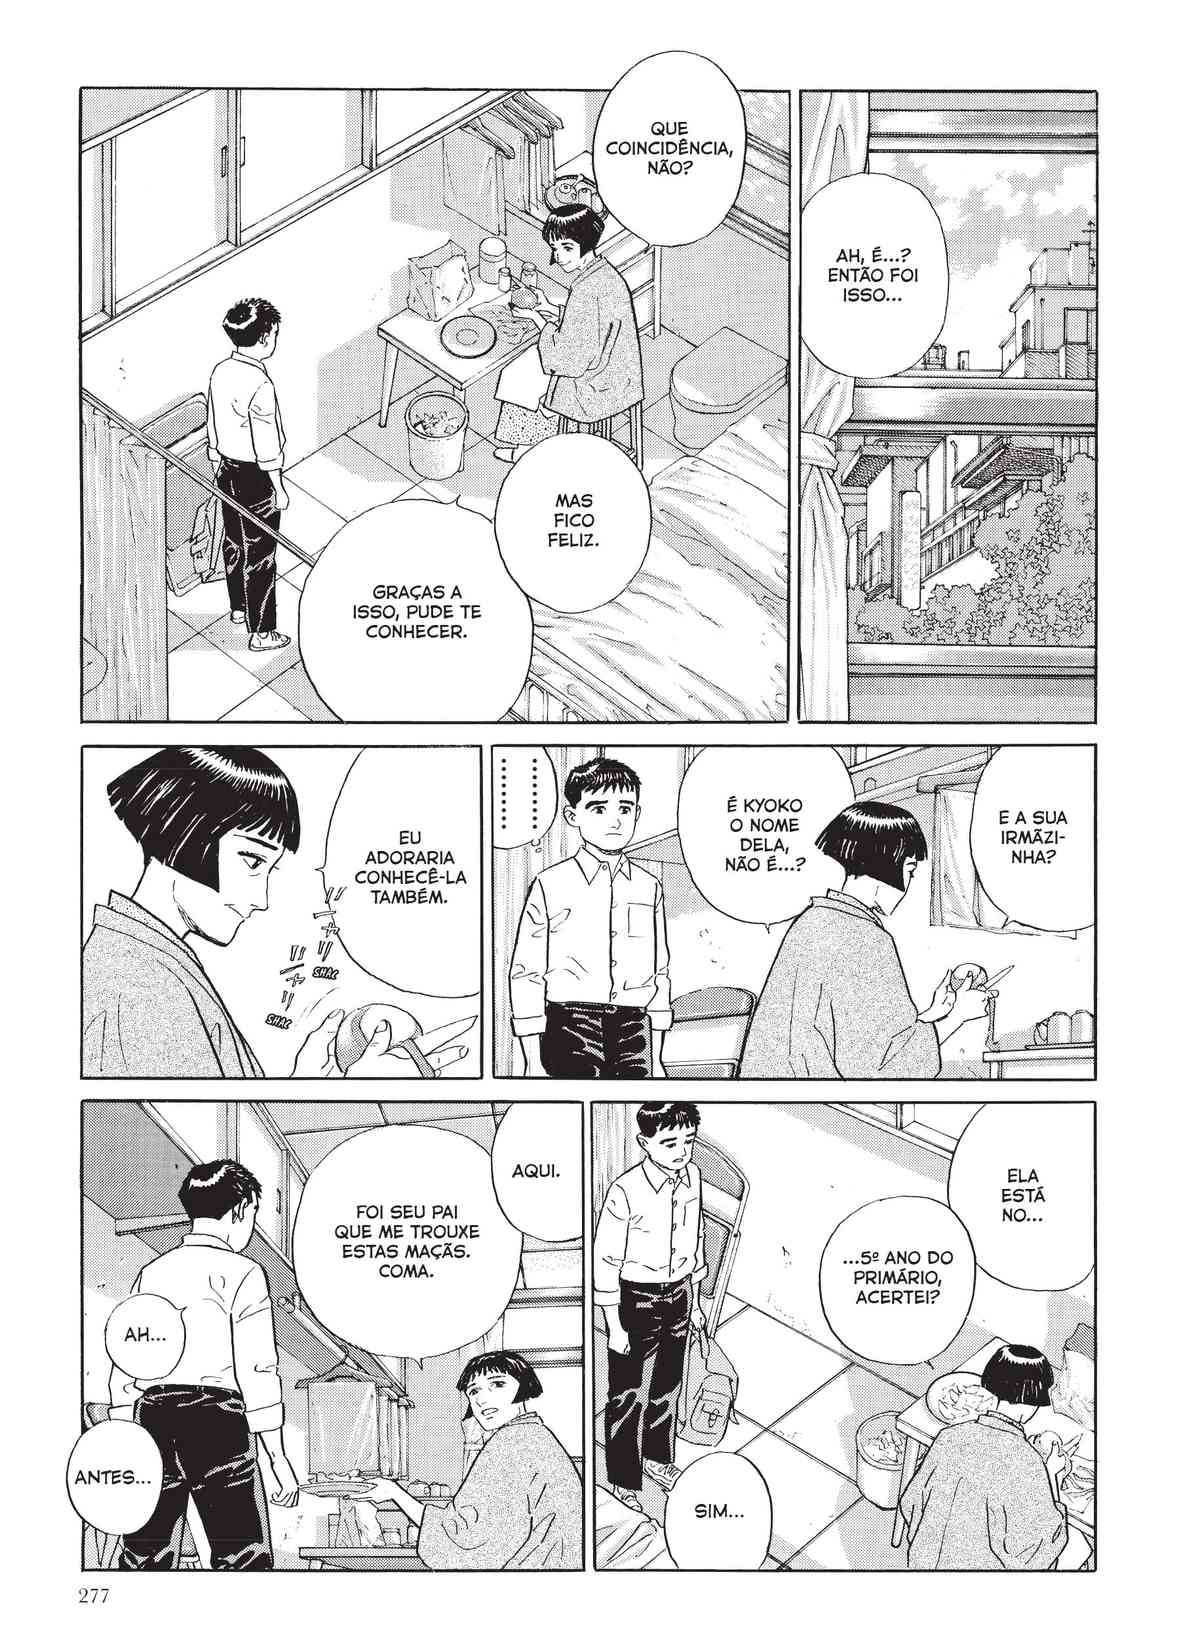 AH, É...?
ENTÃO FOI
ISSO...
QUE
COINCIDÊNCIA,
NÃO?
MAS
FICO
FELIZ.
GRAÇAS A
ISSO, PUDE TE
CONHECER.
E A SUA
IRMÃZI-
NHA?
É KYOKO
O NOME
DELA,
NÃO É...?
EU
ADORARIA
CONHECÊ-LA
TAMBÉM.
SHAC
SHAC
ELA
ESTÁ
NO...
...5º ANO DO
PRIMÁRIO,
ACERTEI?
SIM...
AQUI.
FOI SEU PAI
QUE ME TROUXE
ESTAS MAÇÃS.
COMA.
AH...
ANTES...
277